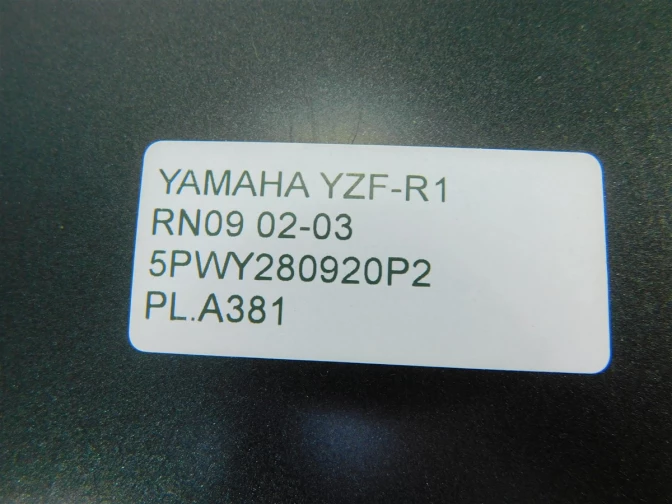 YAMAHA YZF-R1
RN09 02-03
5PWY280920P2
PL.A381